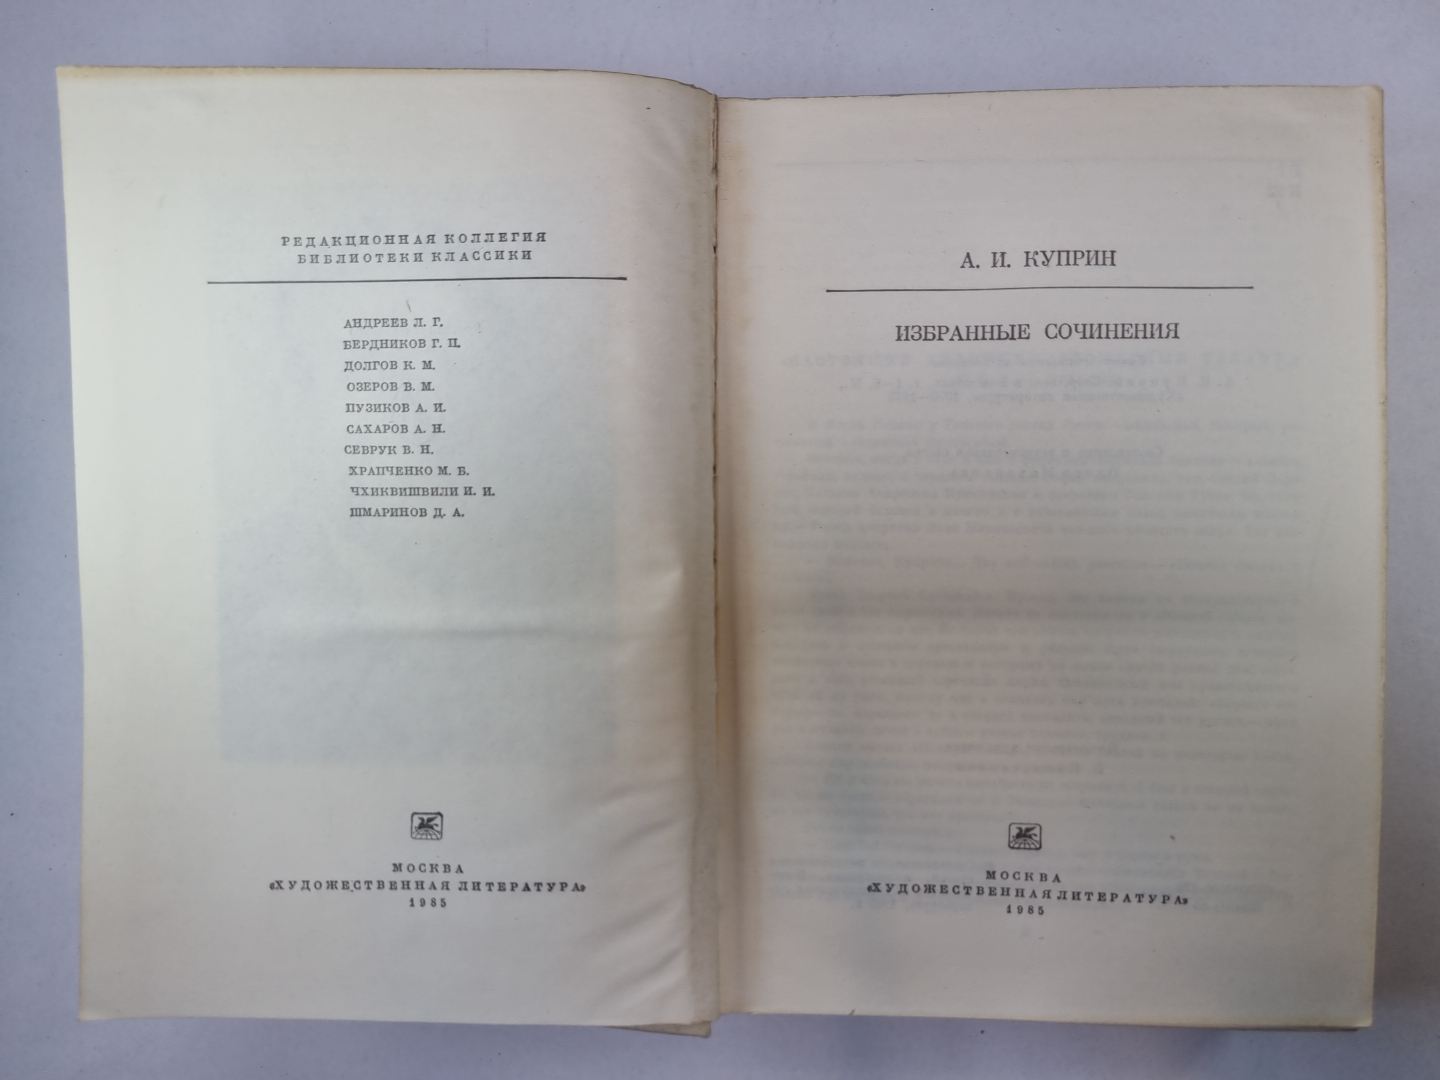 РЕДАКЦИОННАЯ КОЛЛЕГИЯ
БИБЛИОТЕКИ КЛАССИКИ
АНДРЕЕВ Л. Г.
БЕРДНИКОВ Г. П.
ДОЛГОВ К. М.
ОЗЕРОВ В. М.
ПУЗИКОВ А. И.
САХАРОВ А. Н.
СЕВРУК В. Н.
ХРАПЧЕНКО М. Б.
ЧХИКВИШВИЛИ И. И.
ШМАРИНОВ Д. А.
МОСКВА
«ХУДОЖЕСТВЕННАЯ ЛИТЕРАТУРА»
1985
А. И. КУПРИН
ИЗБРАННЫЕ СОЧИНЕНИЯ
МОСКВА
«ХУДОЖЕСТВЕННАЯ ЛИТЕРАТУРА»
1985